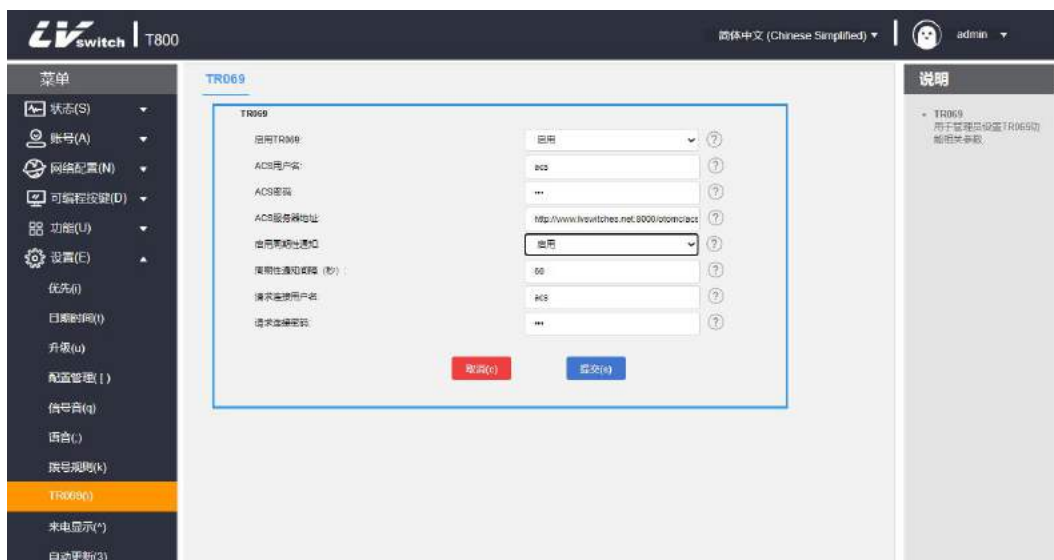 LV switch T800
简体中文 (Chinese Simplified)
admin
菜单
TR069
说明
状态(S)
账号(A)
网络配置(N)
可编程按键(D)
功能(U)
设置(E)
优先(i)
日期时间(t)
升级(u)
配置管理([)
信号音(q)
语音(;)
拨号规则(k)
TR069(l)
来电显示(^)
自动更新(3)
TR069
启用TR069:
启用
ACS用户名:
acs
ACS密码:
•••
ACS服务器地址:
http://www.lvswitches.net:8000/otomc/acs
启用周期性通知:
启用
周期性通知间隔（秒）:
60
请求连接用户名:
acs
请求连接密码:
•••
取消(c)
提交(s)
TR069
用于管理员设置TR069功
能相关参数